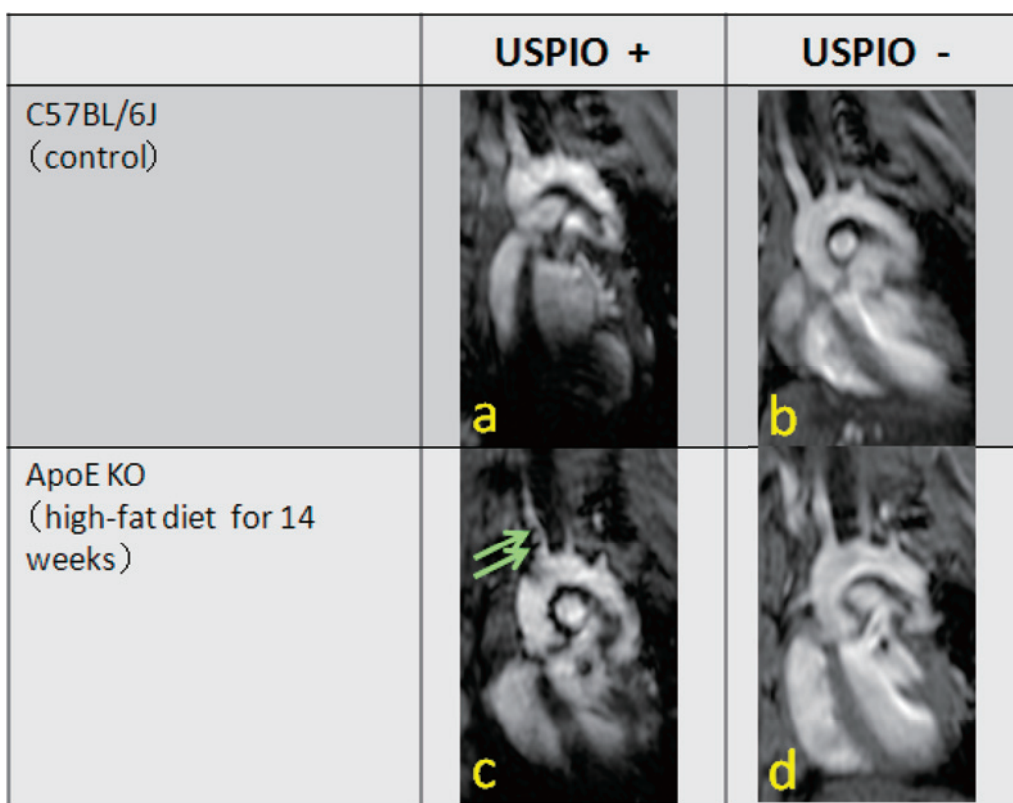 USPIO +
USPIO -
C57BL/6J
（control）
a
b
ApoE KO
（high-fat diet for 14
weeks）
c
d